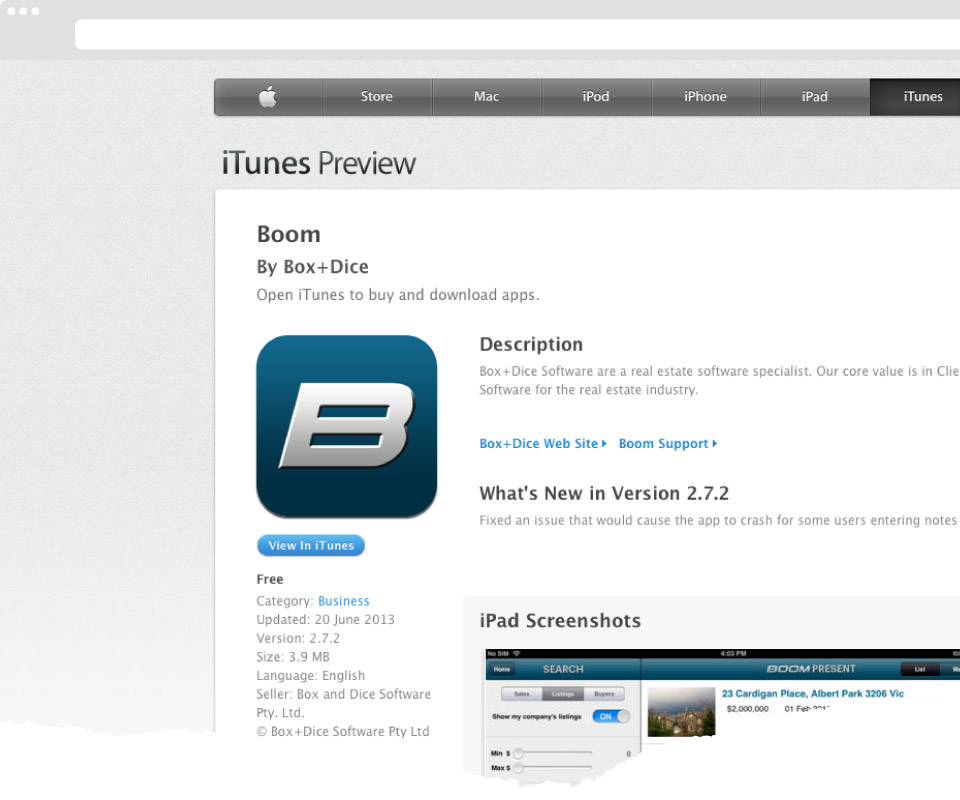 Store Mac iPod iPhone iPad iTunes
iTunes Preview
Boom
By Box+Dice
Open iTunes to buy and download apps.
B
View In iTunes
Free
Category: Business
Updated: 20 June 2013
Version: 2.7.2
Size: 3.9 MB
Language: English
Seller: Box and Dice Software
Pty. Ltd.
© Box+Dice Software Pty Ltd
Description
Box+Dice Software are a real estate software specialist. Our core value is in Clie
Software for the real estate industry.
Box+Dice Web Site Boom Support
What's New in Version 2.7.2
Fixed an issue that would cause the app to crash for some users entering notes
iPad Screenshots
No SIM 4:03 PM
Home SEARCH BOOM PRESENT List
Sales Listings Buyers
Show my company's listings ON
Min $ 0
Max $
23 Cardigan Place, Albert Park 3206 Vic
$2,000,000 01 Feb